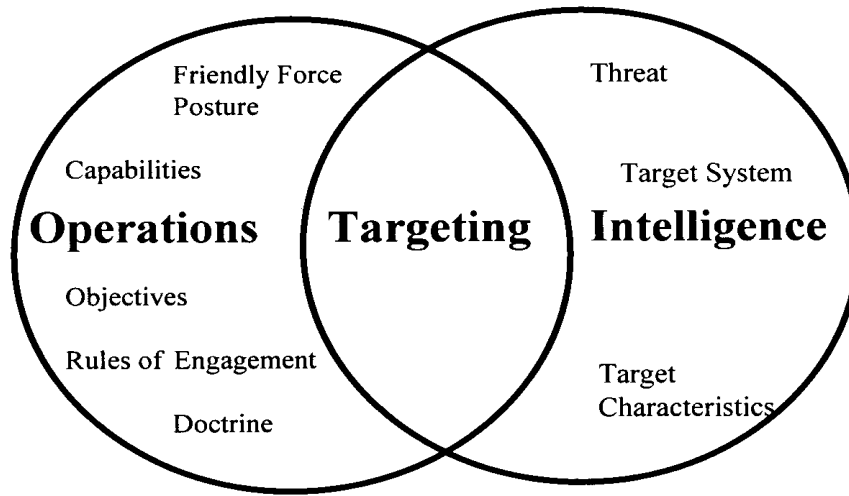 Friendly Force
Posture
Capabilities
Operations
Objectives
Rules of Engagement
Doctrine
Targeting
Threat
Target System
Intelligence
Target
Characteristics